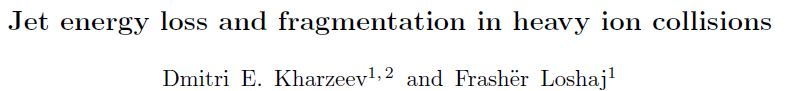 Jet energy loss and fragmentation in heavy ion collisions
Dmitri E. Kharzeev1,2 and Frashër Loshaj1